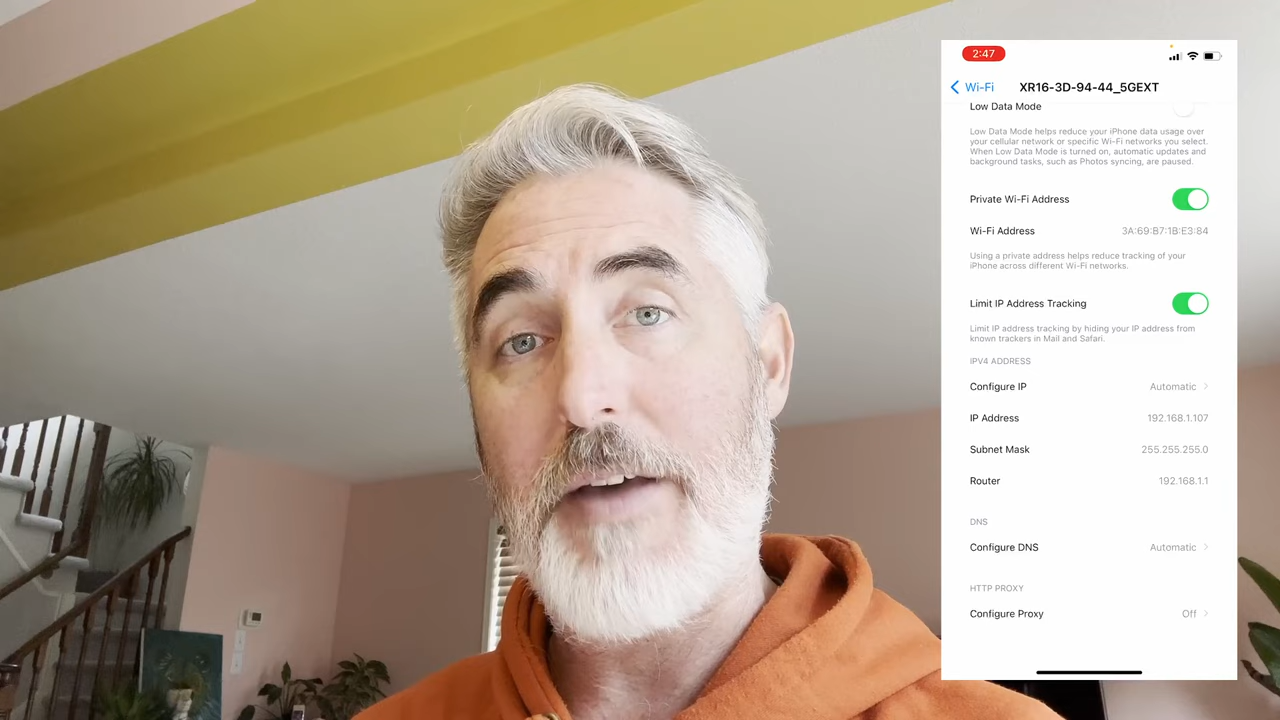 2:47
Wi-Fi XR16-3D-94-44_5GEXT
Low Data Mode
Low Data Mode helps reduce your iPhone data usage over
your cellular network or specific Wi-Fi networks you select.
When Low Data Mode is turned on, automatic updates and
background tasks, such as Photos syncing, are paused.
Private Wi-Fi Address
Wi-Fi Address 3A:69:B7:1B:E3:84
Using a private address helps reduce tracking of your
iPhone across different Wi-Fi networks.
Limit IP Address Tracking
Limit IP address tracking by hiding your IP address from
known trackers in Mail and Safari.
IPV4 ADDRESS
Configure IP Automatic
IP Address 192.168.1.107
Subnet Mask 255.255.255.0
Router 192.168.1.1
DNS
Configure DNS Automatic
HTTP PROXY
Configure Proxy Off